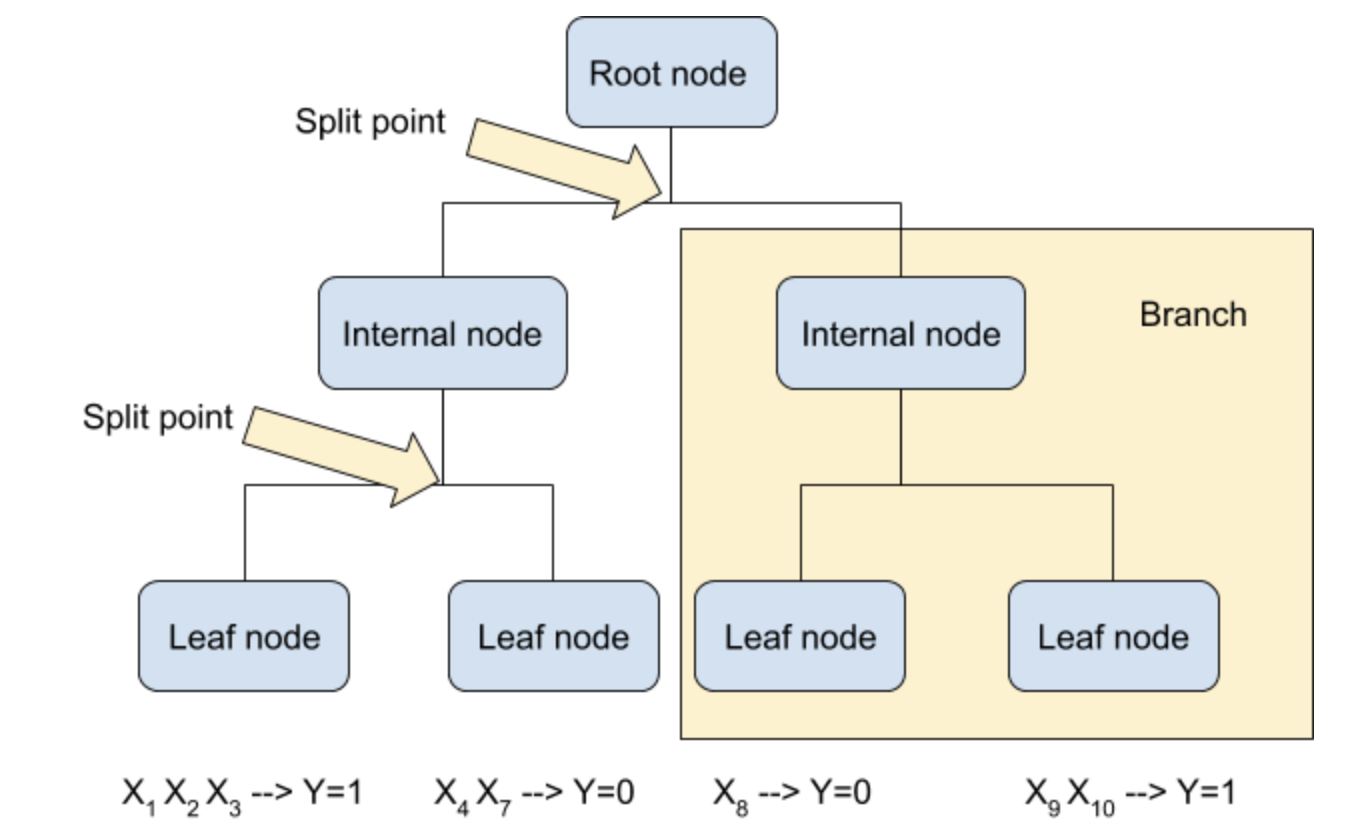 Root node
Split point
Internal node
Internal node
Branch
Split point
Leaf node
Leaf node
Leaf node
Leaf node
X₁ X₂ X₃ --> Y=1
X₄ X₇ --> Y=0
X₈ --> Y=0
X₉ X₁₀ --> Y=1